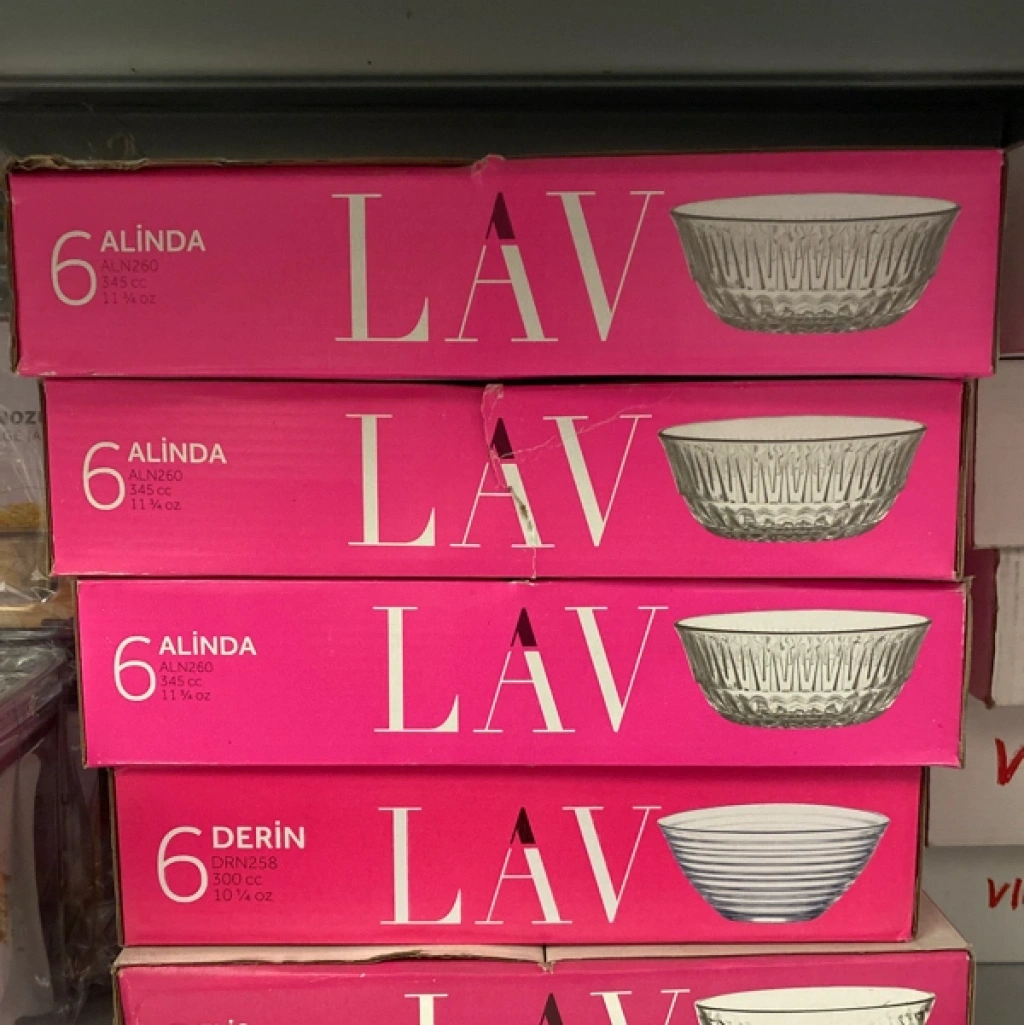 6 ALİNDA
ALN260
345 cc
11 ¾ oz
LAV
6 ALİNDA
ALN260
345 cc
11 ¾ oz
LAV
6 ALİNDA
ALN260
345 cc
11 ¾ oz
LAV
6 DERİN
DRN258
300 cc
10 ¼ oz
LAV
LAV